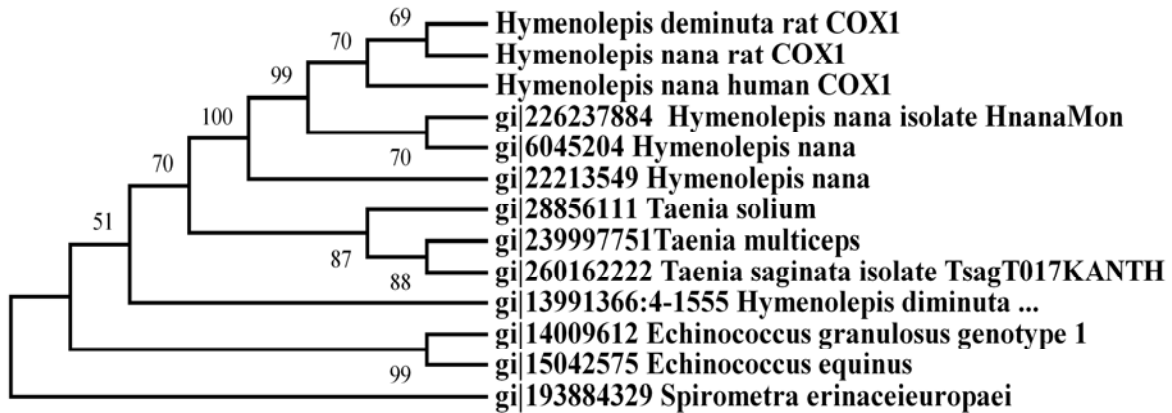 69
Hymenolepis deminuta rat COX1
70
Hymenolepis nana rat COX1
99
Hymenolepis nana human COX1
100
gi|226237884 Hymenolepis nana isolate HnanaMon
70
gi|6045204 Hymenolepis nana
70
gi|22213549 Hymenolepis nana
51
gi|28856111 Taenia solium
gi|239997751Taenia multiceps
87
gi|260162222 Taenia saginata isolate TsagT017KANTH
88
gi|13991366:4-1555 Hymenolepis diminuta ...
gi|14009612 Echinococcus granulosus genotype 1
gi|15042575 Echinococcus equinus
99
gi|193884329 Spirometra erinaceieuropaei